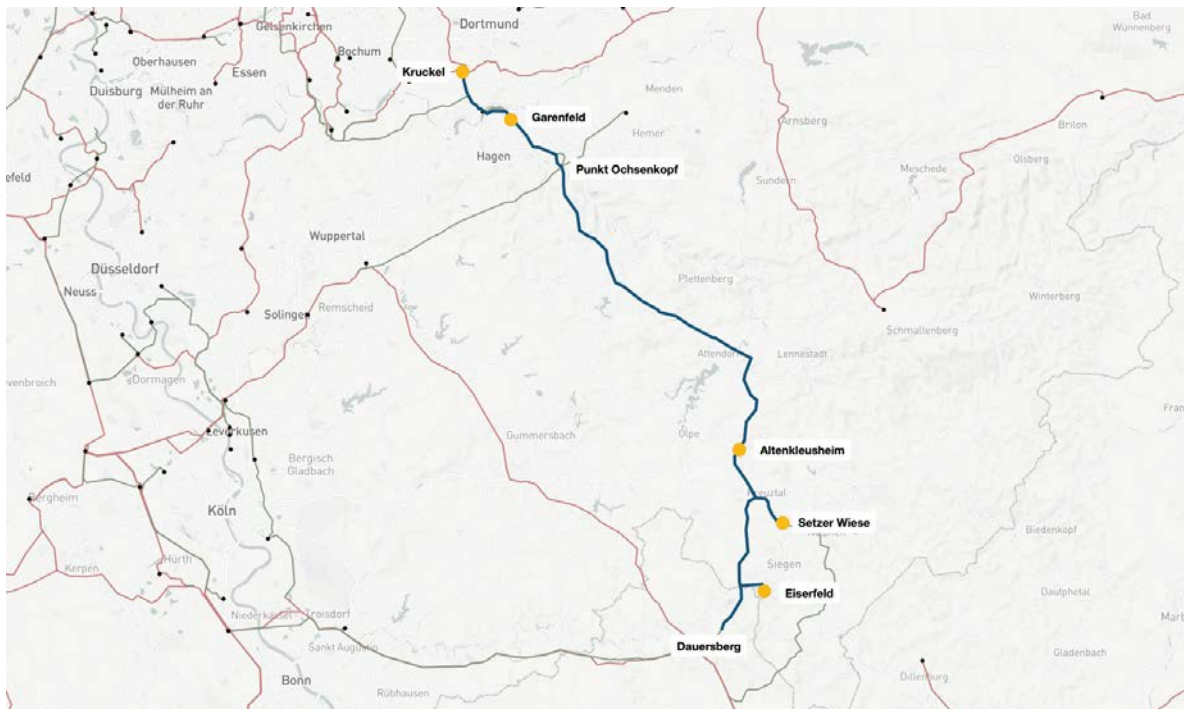 Dortmund
Bad
Wünnenberg
Gelsenkirchen
Oberhausen
Bochum
Essen
Kruckel
Duisburg
Mülheim an
der Ruhr
Menden
Garenfeld
Arnsberg
Brilon
Hemer
Hagen
Olsberg
Punkt Ochsenkopf
Meschede
Sundern
Wuppertal
Düsseldorf
Plettenberg
Neuss
Winterberg
Remscheid
Solingen
Schmallenberg
Altendorn
Lennestadt
Dormagen
Leverkusen
Gummersbach
Olpe
Bergisch
Gladbach
Altenkleusheim
Bergheim
Kreuztal
Köln
Setzer Wiese
Biedenkopf
Hürth
Kerpen
Siegen
Eiserfeld
Dautphetal
Niederkassel
Troisdorf
Sankt Augustin
Dauersberg
Gladenbach
Bonn
Dillenburg
Rübhausen